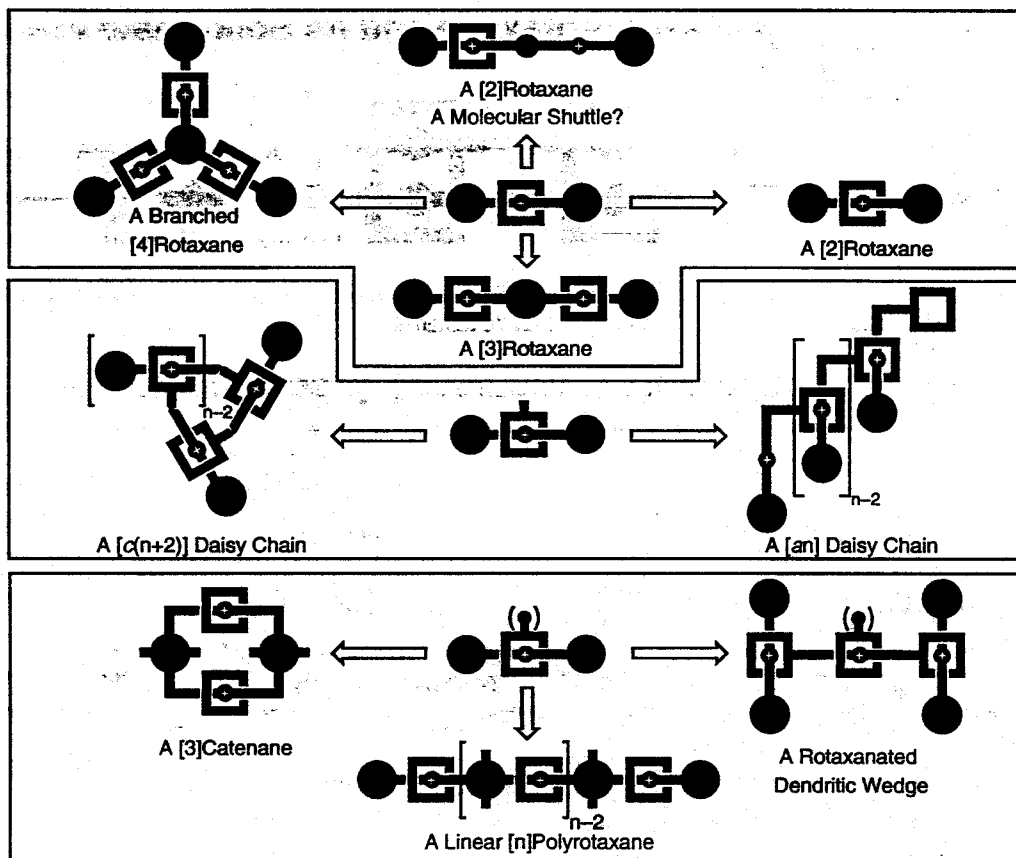 A [2]Rotaxane
A Molecular Shuttle?
A Branched
[4]Rotaxane
A [2]Rotaxane
A [3]Rotaxane
n–2
n–2
A [c(n+2)] Daisy Chain
A [an] Daisy Chain
( )
( )
A [3]Catenane
A Rotaxanated
Dendritic Wedge
n–2
A Linear [n]Polyrotaxane